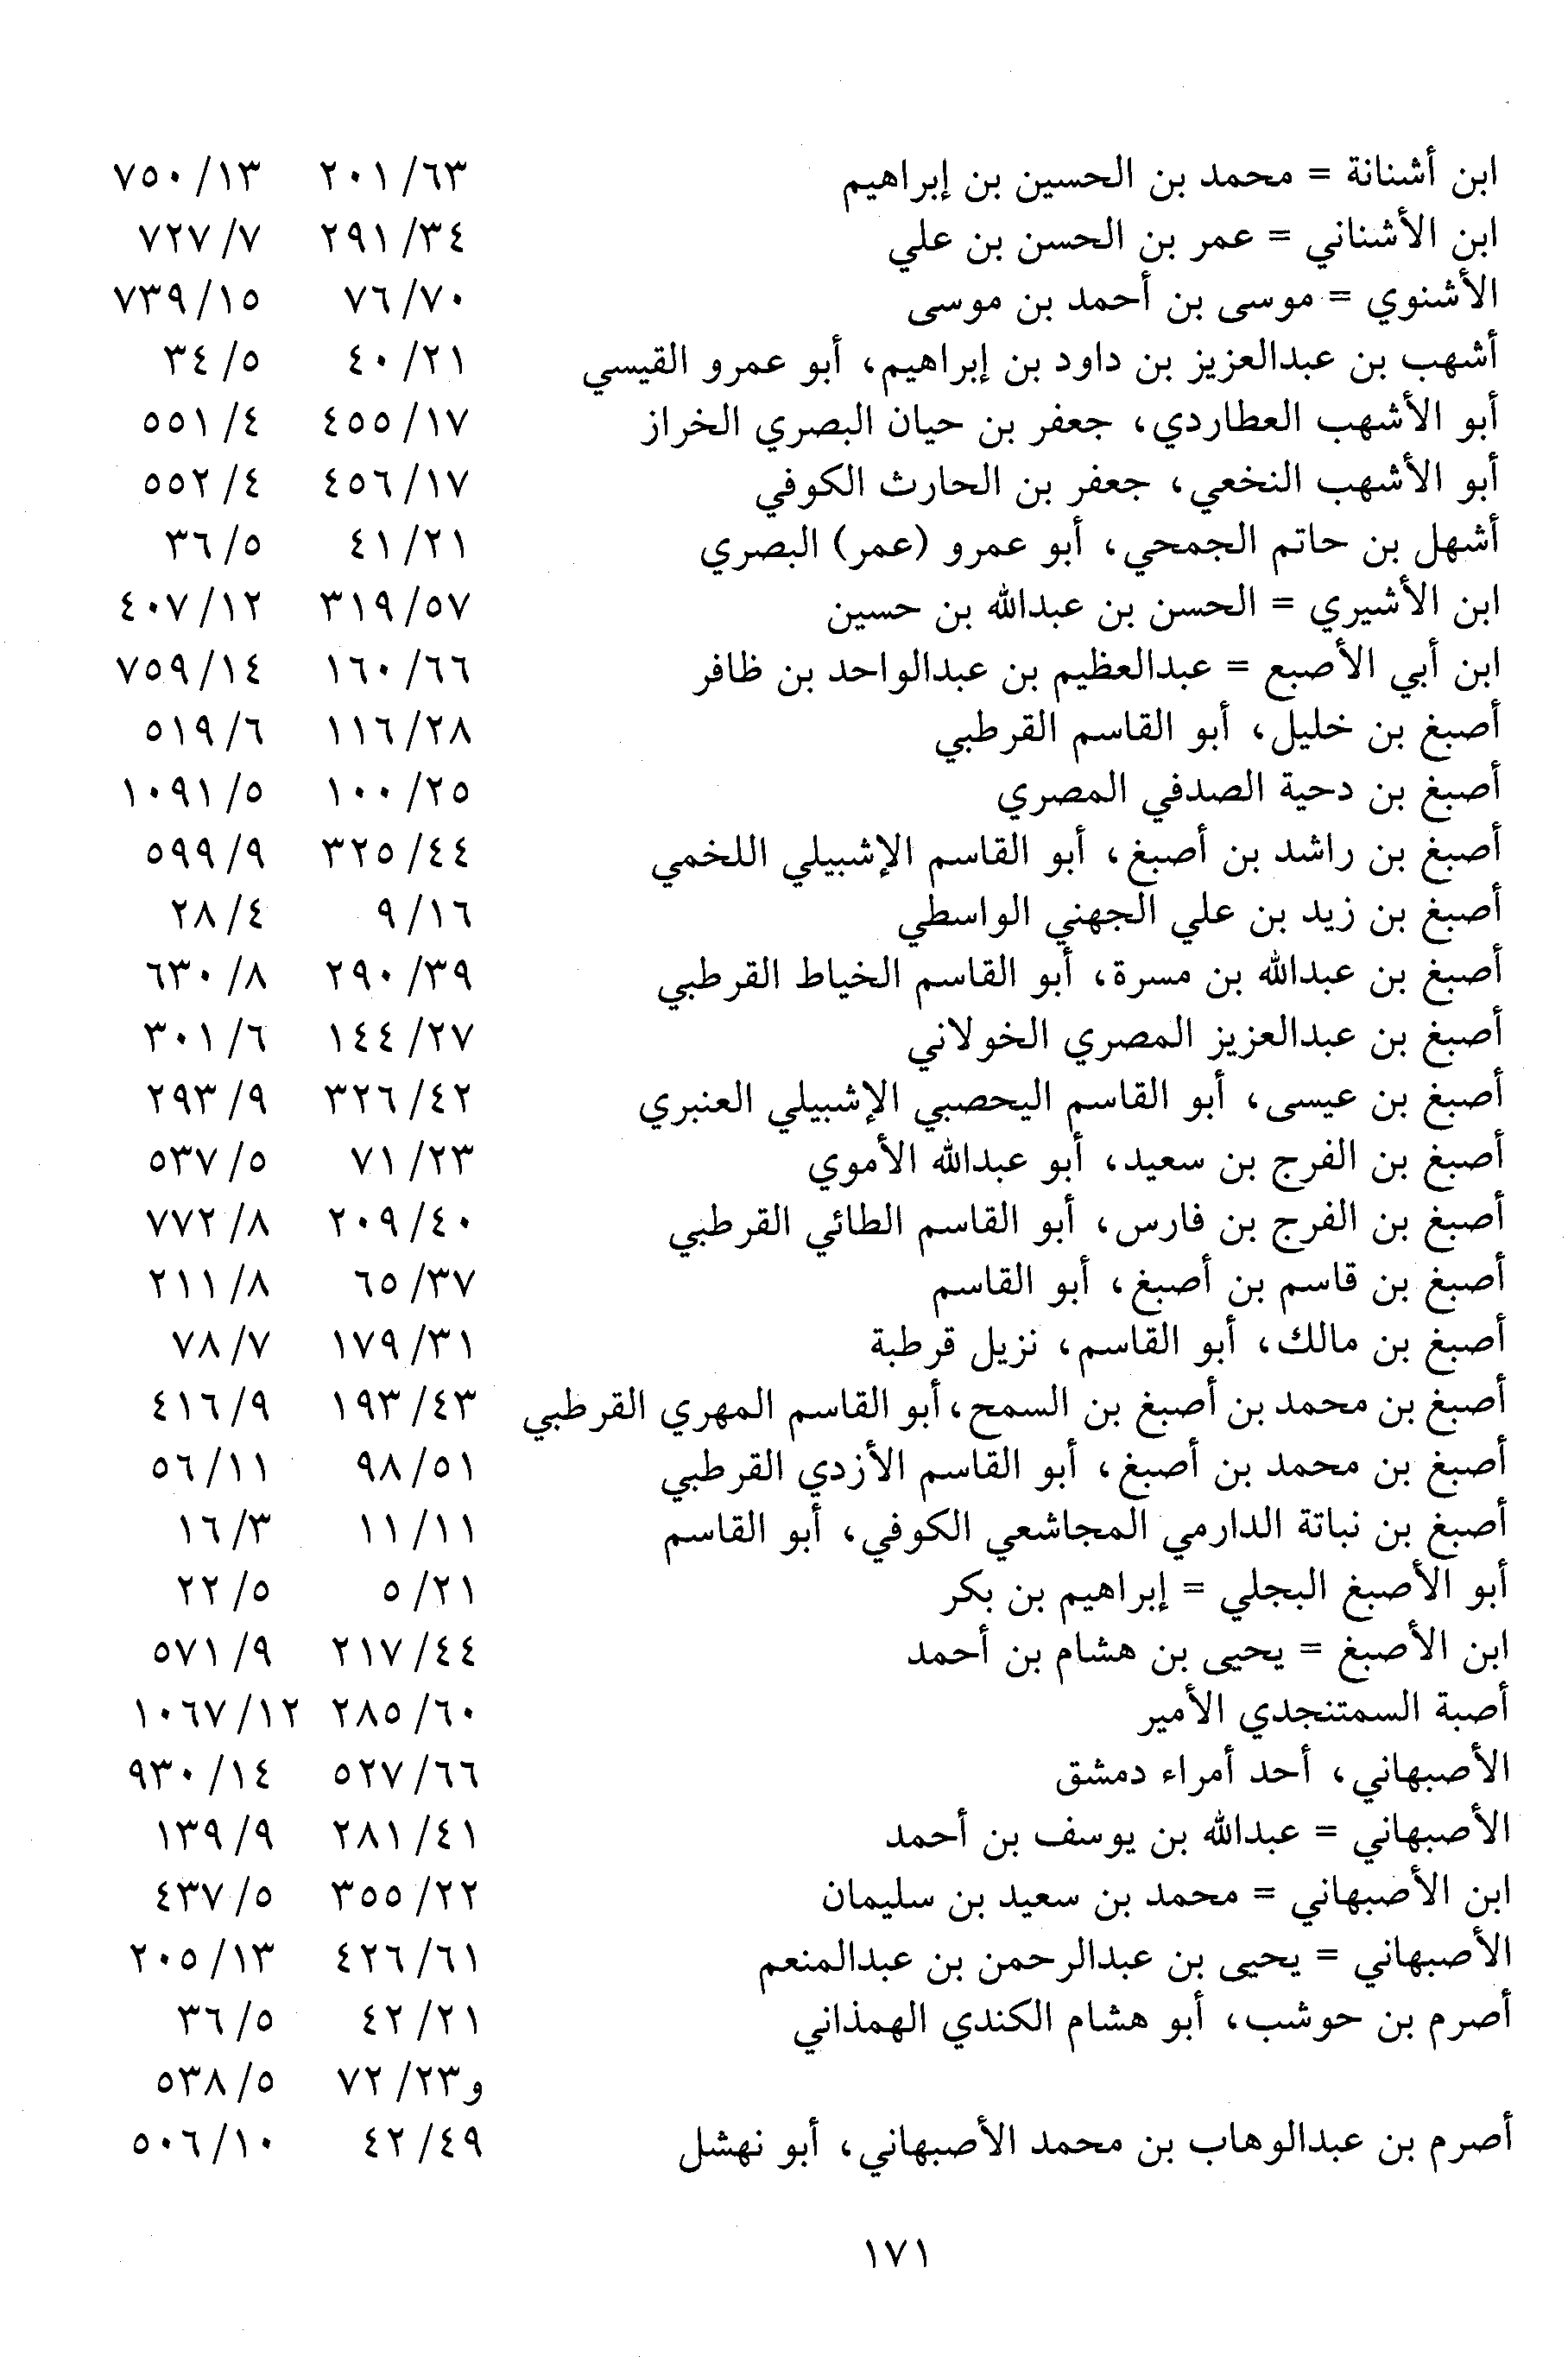 ابن أشنانة = محمد بن الحسين بن إبراهيم ٦٣/ ٢٠١ ١٣/ ٧٥٠
ابن الأشناني = عمر بن الحسن بن علي ٣٤/ ٢٩١ ٧/ ٧٢٧
الأشنوي = موسى بن أحمد بن موسى ٧٠/ ٧٦ ١٥/ ٧٣٩
أشهب بن عبدالعزيز بن داود بن إبراهيم، أبو عمرو القيسي ٢١/ ٤٠ ٥/ ٣٤
أبو الأشهب العطاردي، جعفر بن حيان البصري الخراز ١٧/ ٤٥٥ ٤/ ٥٥١
أبو الأشهب النخعي، جعفر بن الحارث الكوفي ١٧/ ٤٥٦ ٤/ ٥٥٢
أشهل بن حاتم الجمحي، أبو عمرو (عمر) البصري ٢١/ ٤١ ٥/ ٣٦
ابن الأشيري = الحسن بن عبدالله بن حسين ٥٧/ ٣١٩ ١٢/ ٤٠٧
ابن أبي الأصبع = عبدالعظيم بن عبدالواحد بن ظافر ٦٦/ ١٦٠ ١٤/ ٧٥٩
أصبغ بن خليل، أبو القاسم القرطبي ٢٨/ ١١٦ ٦/ ٥١٩
أصبغ بن دحية الصدفي المصري ٢٥/ ١٠٠ ٥/ ١٠٩١
أصبغ بن راشد بن أصبغ، أبو القاسم الإشبيلي اللخمي ٤٤/ ٣٢٥ ٩/ ٥٩٩
أصبغ بن زيد بن علي الجهني الواسطي ١٦/ ٩ ٤/ ٢٨
أصبغ بن عبدالله بن مسرة، أبو القاسم الخياط القرطبي ٣٩/ ٢٩٠ ٨/ ٦٣٠
أصبغ بن عبدالعزيز المصري الخولاني ٢٧/ ١٤٤ ٦/ ٣٠١
أصبغ بن عيسى، أبو القاسم اليحصبي الإشبيلي العنبري ٤٢/ ٣٢٦ ٩/ ٢٩٣
أصبغ بن الفرج بن سعيد، أبو عبدالله الأموي ٢٣/ ٧١ ٥/ ٥٣٧
أصبغ بن الفرج بن فارس، أبو القاسم الطائي القرطبي ٤٠/ ٢٠٩ ٨/ ٧٧٢
أصبغ بن قاسم بن أصبغ، أبو القاسم ٣٧/ ٦٥ ٨/ ٢١١
أصبغ بن مالك، أبو القاسم، نزيل قرطبة ٣١/ ١٧٩ ٧/ ٧٨
أصبغ بن محمد بن أصبغ بن السمح، أبو القاسم المهري القرطبي ٤٣/ ١٩٣ ٩/ ٤١٦
أصبغ بن محمد بن أصبغ، أبو القاسم الأزدي القرطبي ٥١/ ٩٨ ١١/ ٥٦
أصبغ بن نباتة الدارمي المجاشعي الكوفي، أبو القاسم ١١/ ١١ ٣/ ١٦
أبو الأصبغ البجلي = إبراهيم بن بكر ٢١/ ٥ ٥/ ٢٢
ابن الأصبغ = يحيى بن هشام بن أحمد ٤٤/ ٢١٧ ٩/ ٥٧١
أصبة السمتنجدي الأمير ٦٠/ ٢٨٥ ١٢/ ١٠٦٧
الأصبهاني، أحد أمراء دمشق ٦٦/ ٥٢٧ ١٤/ ٩٣٠
الأصبهاني = عبدالله بن يوسف بن أحمد ٤١/ ٢٨١ ٩/ ١٣٩
ابن الأصبهاني = محمد بن سعيد بن سليمان ٢٢/ ٣٥٥ ٥/ ٤٣٧
الأصبهاني = يحيى بن عبدالرحمن بن عبدالمنعم ٦١/ ٤٢٦ ١٣/ ٢٠٥
أصرم بن حوشب، أبو هشام الكندي الهمذاني ٢١/ ٤٢ ٥/ ٣٦
و٢٣/ ٧٢ ٥/ ٥٣٨
أصرم بن عبدالوهاب بن محمد الأصبهاني، أبو نهشل ٤٩/ ٤٢ ١٠/ ٥٠٦
١٧١